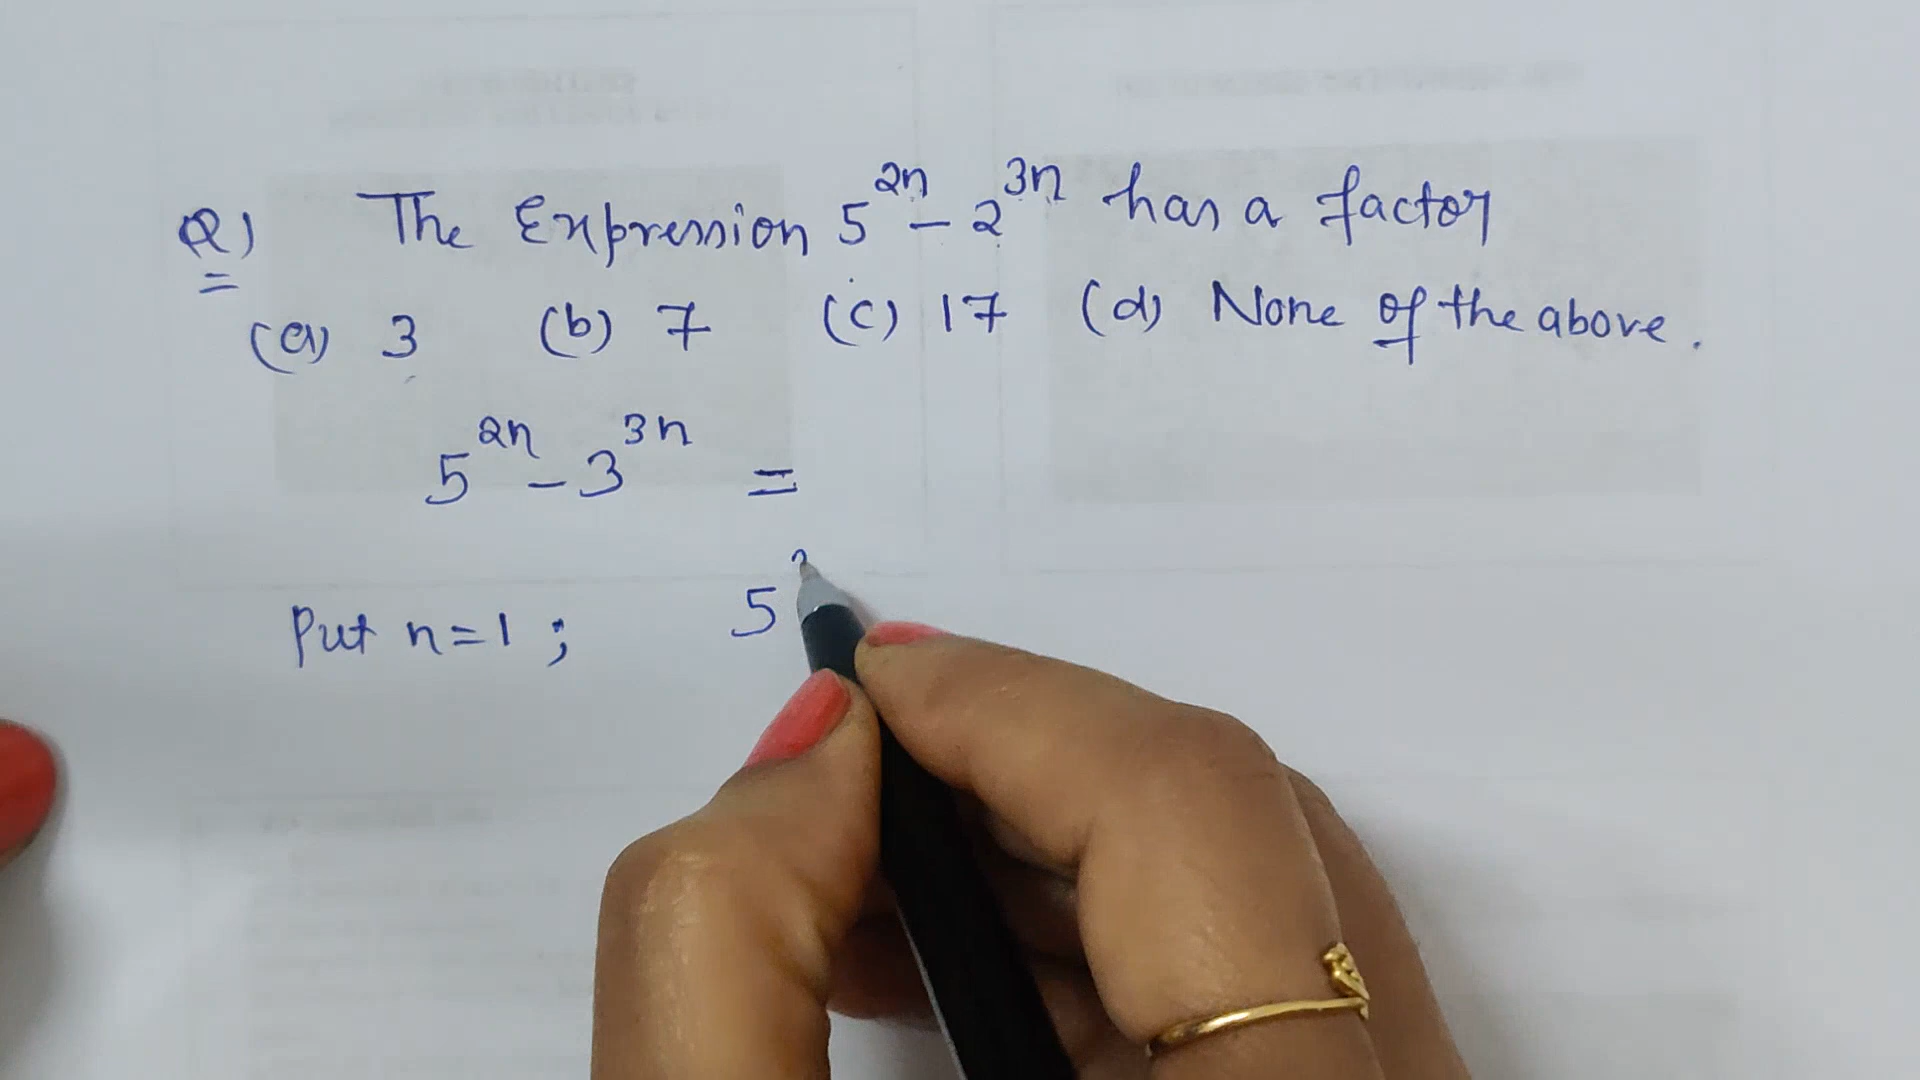 Q) The Expression 5^2n - 2^3n has a factor
(a) 3 (b) 7 (c) 17 (d) None of the above.
5^2n - 3^3n =
Put n=1 ; 5